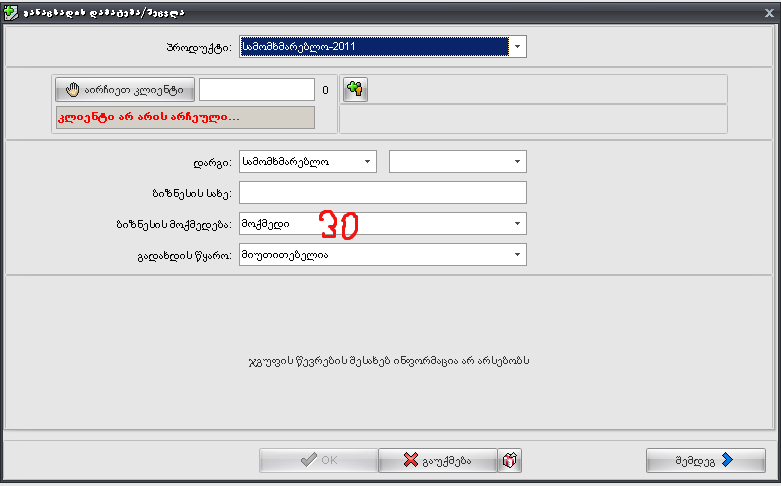 განაცხადის დამატება/შეცვლა
პროდუქტი: სამომხმარებლო-2011
აირჩიეთ კლიენტი 0
კლიენტი არ არის არჩეული...
დარგი: სამომხმარებლო
ბიზნესის სახე:
ბიზნესის მოქმედება: მოქმედი 30
გადახდის წყარო: მიუთითებელია
ჯგუფის წევრების შესახებ ინფორმაცია არ არსებობს
OK გაუქმება შემდეგ